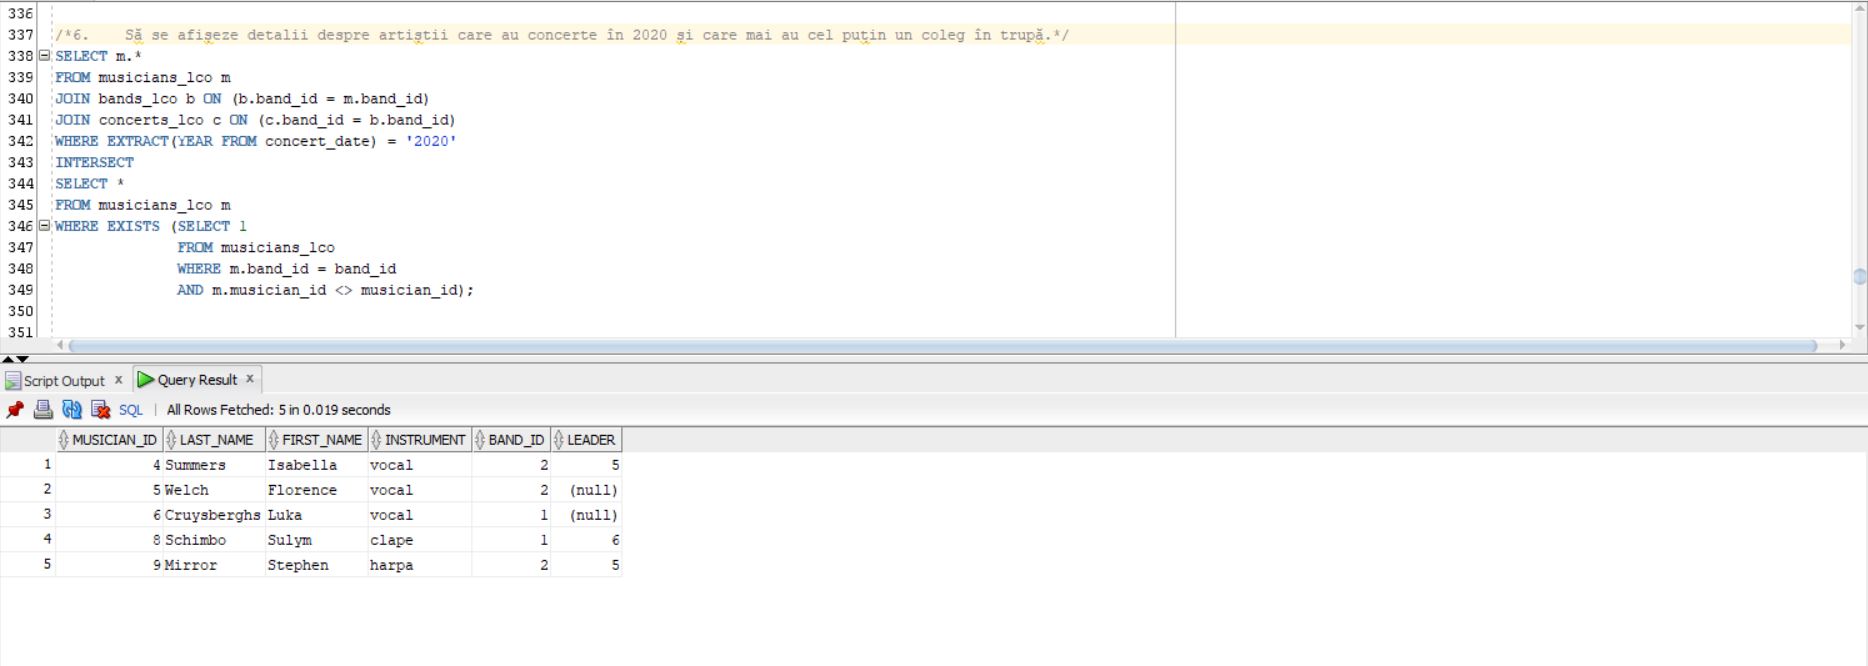 336
337 /*6. Să se afișeze detalii despre artiștii care au concerte în 2020 și care mai au cel puțin un coleg în trupă.*/
338 SELECT m.*
339 FROM musicians_lco m
340 JOIN bands_lco b ON (b.band_id = m.band_id)
341 JOIN concerts_lco c ON (c.band_id = b.band_id)
342 WHERE EXTRACT(YEAR FROM concert_date) = '2020'
343 INTERSECT
344 SELECT *
345 FROM musicians_lco m
346 WHERE EXISTS (SELECT 1
347 FROM musicians_lco
348 WHERE m.band_id = band_id
349 AND m.musician_id <> musician_id);
350
351
Script Output x Query Result x
SQL | All Rows Fetched: 5 in 0.019 seconds
MUSICIAN_ID LAST_NAME FIRST_NAME INSTRUMENT BAND_ID LEADER
1 4 Summers Isabella vocal 2 5
2 5 Welch Florence vocal 2 (null)
3 6 Cruysberghs Luka vocal 1 (null)
4 8 Schimbo Sulym clape 1 6
5 9 Mirror Stephen harpa 2 5